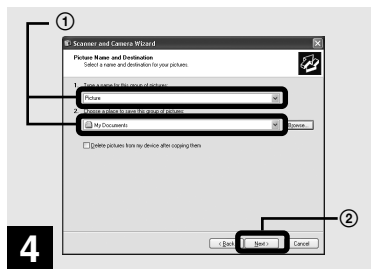 ①
Scanner and Camera Wizard
Picture Name and Destination
Select a name and destination for your pictures.
1. Type a name for this group of pictures:
Picture
2. Choose a place to save this group of pictures:
My Documents
Browse...
Delete pictures from my device after copying them
②
4
< Back Next > Cancel